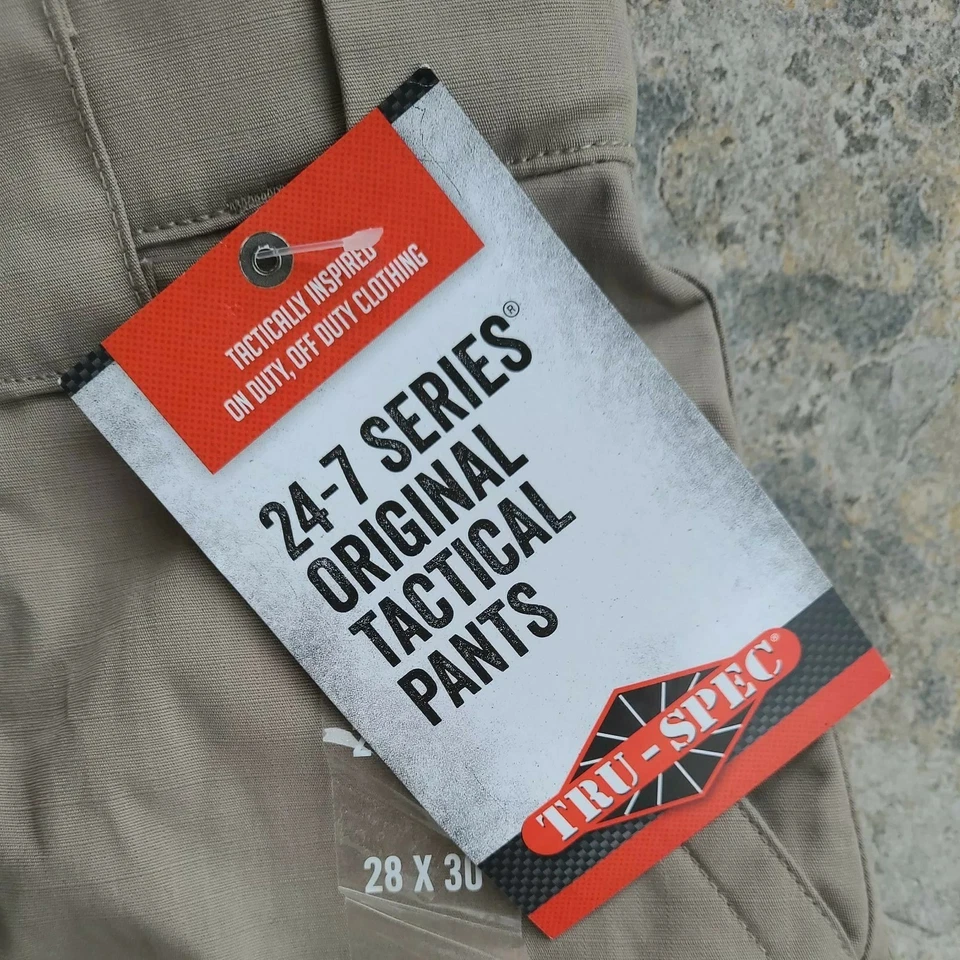 TACTICALLY INSPIRED
ON DUTY, OFF DUTY CLOTHING
24-7 SERIES®
ORIGINAL
TACTICAL
PANTS
TRU-SPEC®
28 X 30